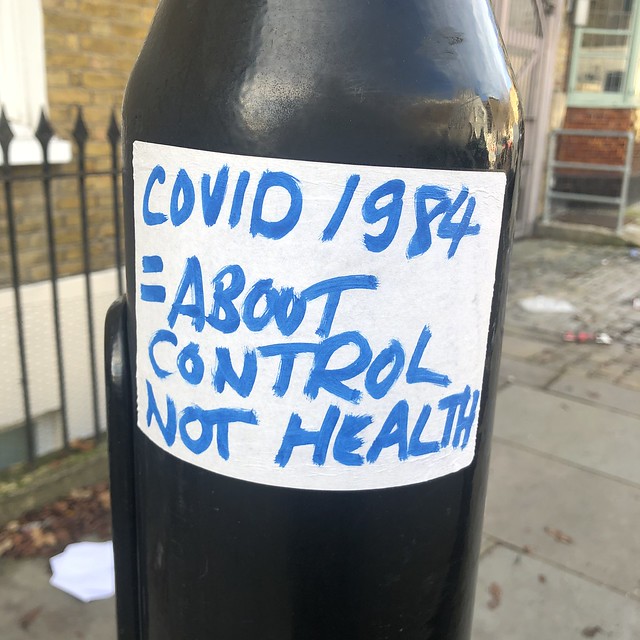 COVID 1984
= ABOUT
CONTROL
NOT HEALTH